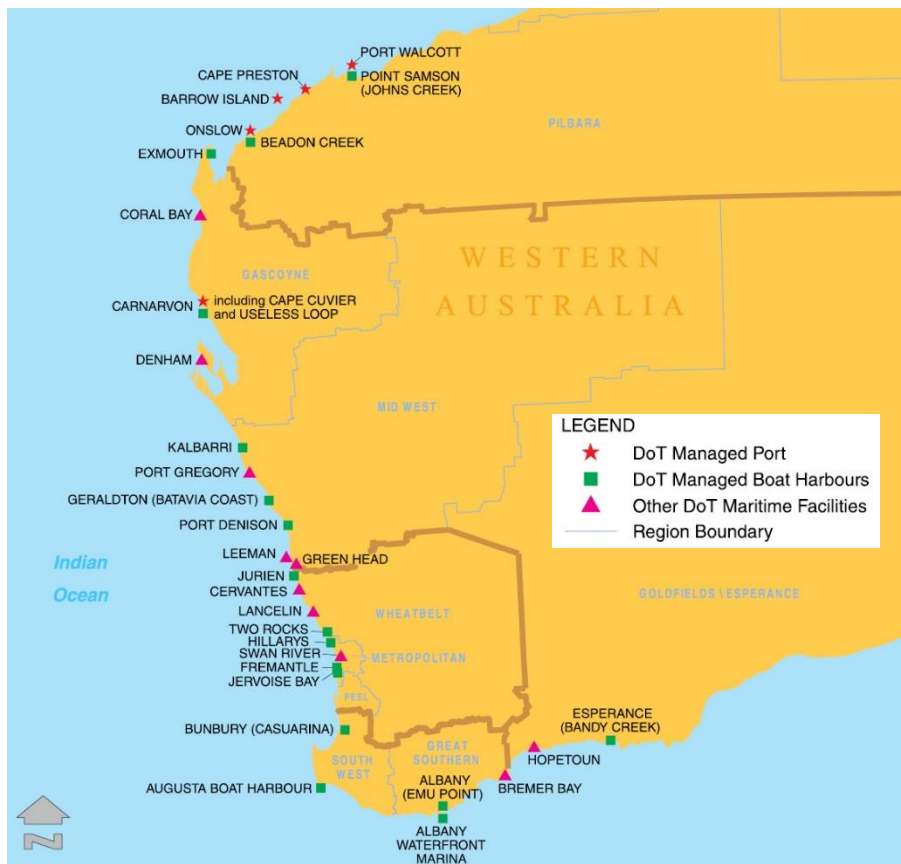 PORT WALCOTT
CAPE PRESTON
POINT SAMSON
(JOHNS CREEK)
BARROW ISLAND
PILBARA
ONSLOW
BEADON CREEK
EXMOUTH
CORAL BAY
WESTERN
AUSTRALIA
GASCOYNE
CARNARVON
including CAPE CUVIER
and USELESS LOOP
DENHAM
MID WEST
KALBARRI
PORT GREGORY
GERALDTON (BATAVIA COAST)
PORT DENISON
LEGEND
DoT Managed Port
DoT Managed Boat Harbours
Other DoT Maritime Facilities
Region Boundary
Indian
Ocean
LEEMAN
GREEN HEAD
JURIEN
CERVANTES
LANCELIN
WHEATBELT
GOLDFIELDS\ESPERANCE
TWO ROCKS
HILLARYS
SWAN RIVER
METROPOLITAN
FREMANTLE
JERVOISE BAY
PEEL
BUNBURY (CASUARINA)
ESPERANCE
(BANDY CREEK)
HOPETOUN
SOUTH
WEST
GREAT
SOUTHERN
BREMER BAY
AUGUSTA BOAT HARBOUR
ALBANY
(EMU POINT)
ALBANY
WATERFRONT
MARINA
N